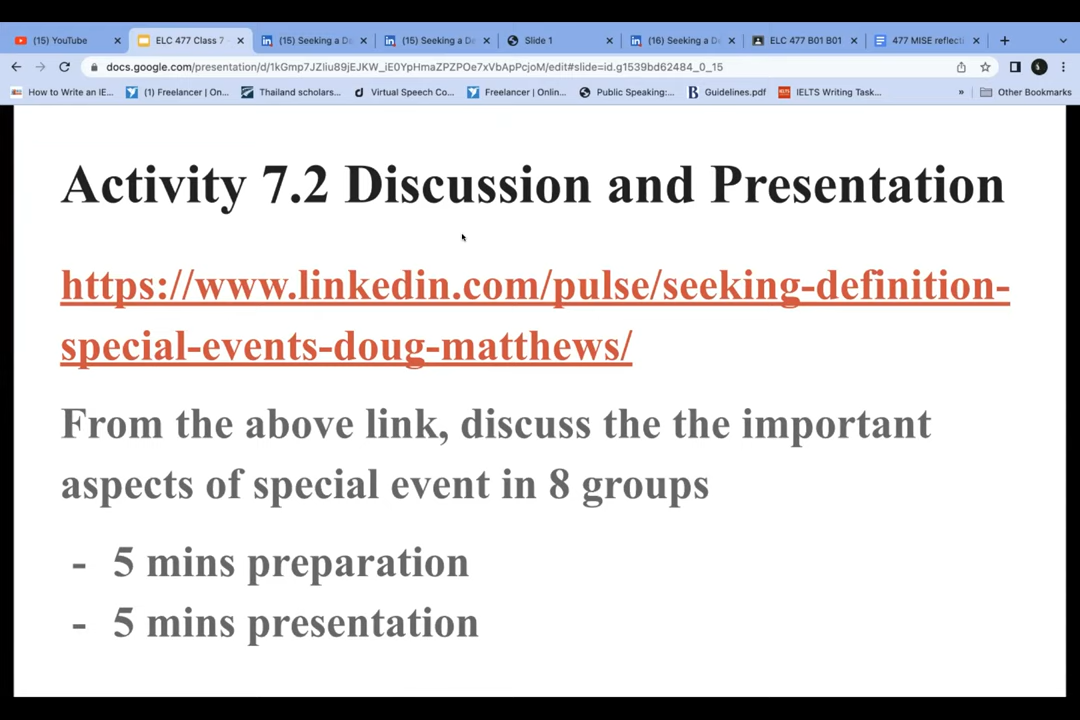 (15) YouTube
ELC 477 Class 7 -
(15) Seeking a Da
(15) Seeking a De
Slide 1
(16) Seeking a De
ELC 477 B01 B01
477 MISE reflecti
docs.google.com/presentation/d/1kGmp7JZliu89jEJKW_iE0YpHmaZPZPOe7xVbApPcjoM/edit#slide=id.g1539bd62484_0_15
How to Write an IE...
(1) Freelancer | On...
Thailand scholars...
Virtual Speech Co...
Freelancer | Onlin...
Public Speaking:...
Guidelines.pdf
IELTS Writing Task...
»
Other Bookmarks
Activity 7.2 Discussion and Presentation
https://www.linkedin.com/pulse/seeking-definition-
special-events-doug-matthews/
From the above link, discuss the the important
aspects of special event in 8 groups
- 5 mins preparation
- 5 mins presentation